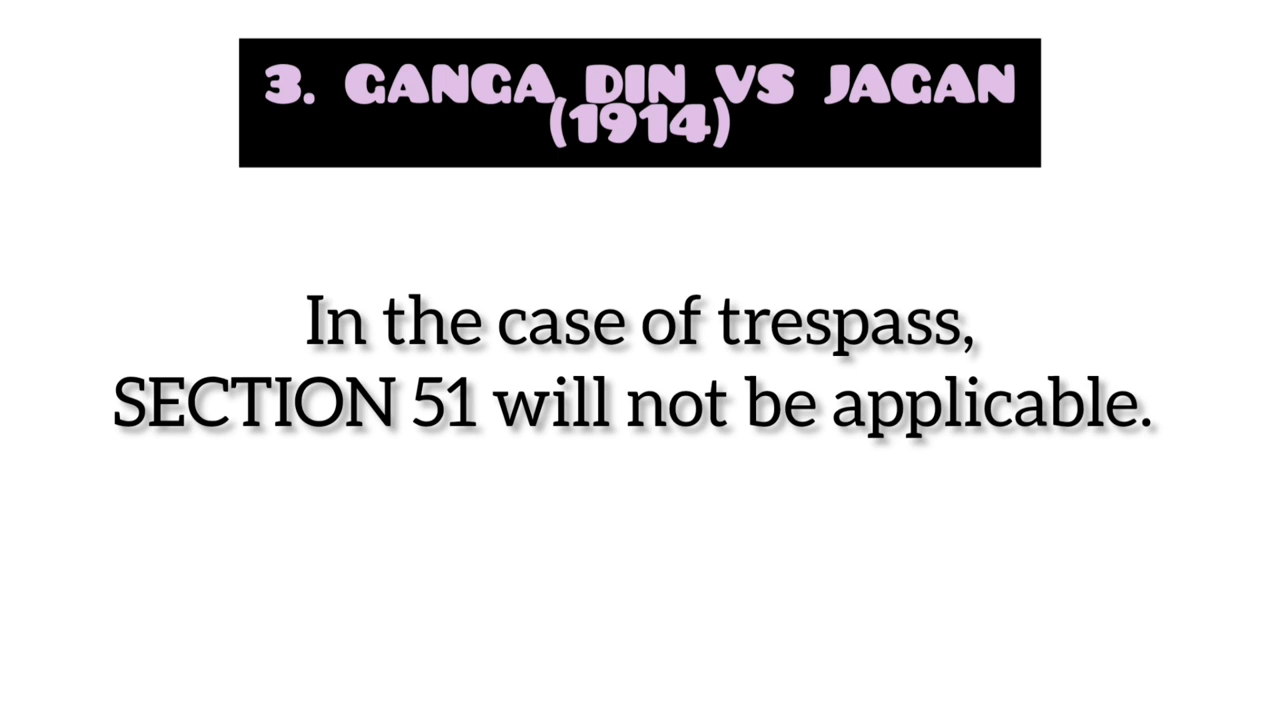 3. GANGA DIN VS JAGAN
(1914)
In the case of trespass,
SECTION 51 will not be applicable.